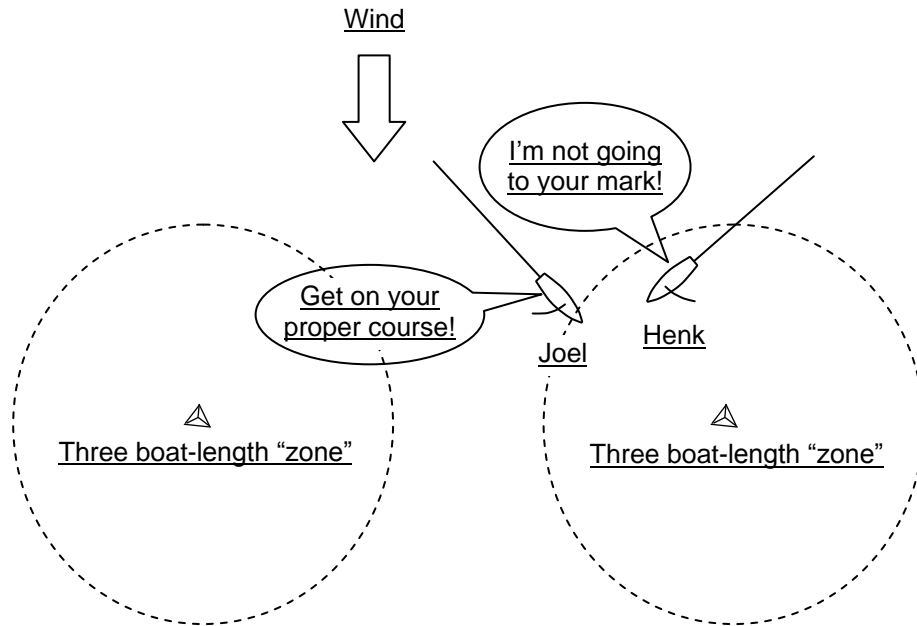 Wind
I'm not going
to your mark!
Get on your
proper course!
Joel
Henk
Three boat-length “zone”
Three boat-length “zone”